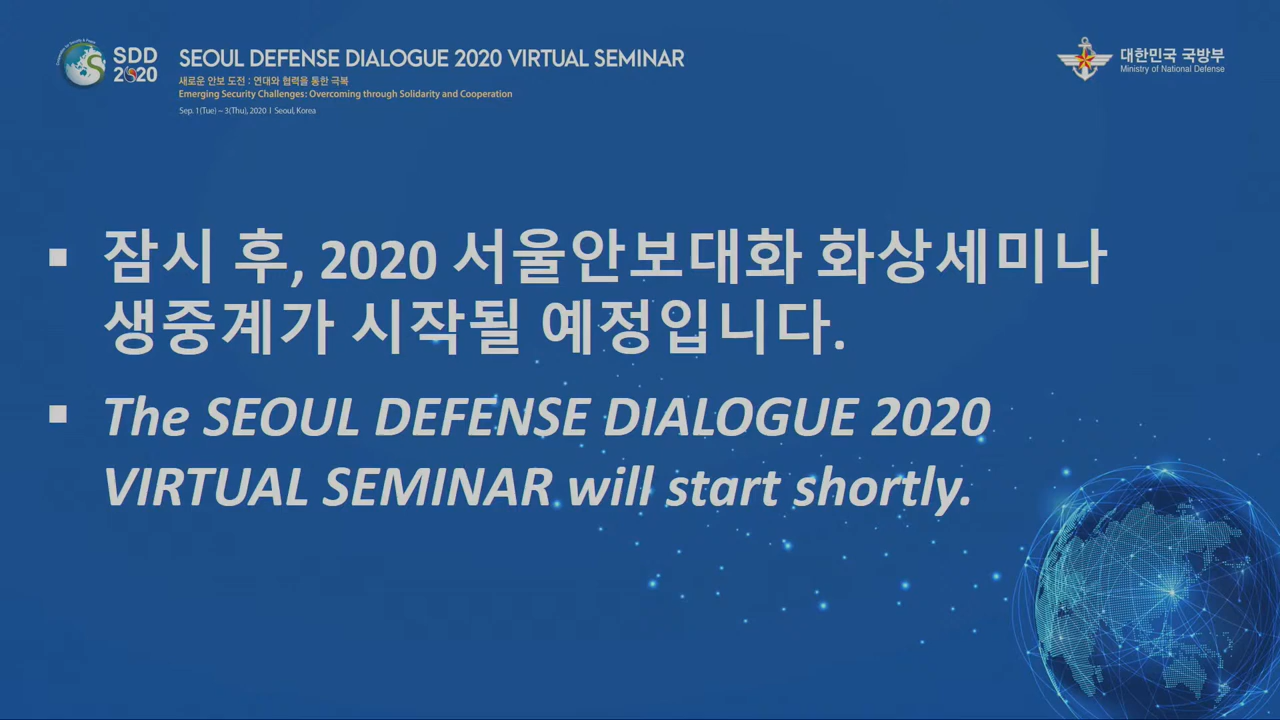 SDD
2020
SEOUL DEFENSE DIALOGUE 2020 VIRTUAL SEMINAR
새로운 안보 도전 : 연대와 협력을 통한 극복
Emerging Security Challenges: Overcoming through Solidarity and Cooperation
Sep. 1(Tue) – 3(Thu), 2020 I Seoul, Korea
대한민국 국방부
Ministry of National Defense
▪ 잠시 후, 2020 서울안보대화 화상세미나
생중계가 시작될 예정입니다.
▪ The SEOUL DEFENSE DIALOGUE 2020
VIRTUAL SEMINAR will start shortly.